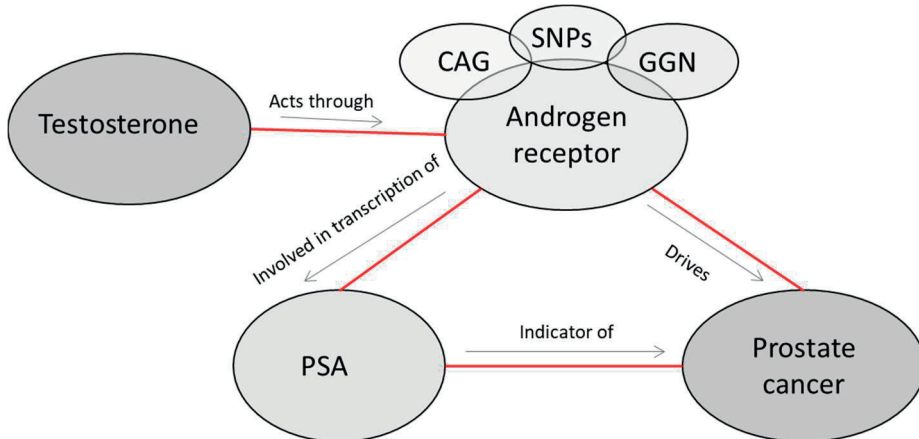 SNPs
CAG
GGN
Testosterone
Acts through
Androgen
receptor
Involved in transcription of
Drives
PSA
Indicator of
Prostate
cancer